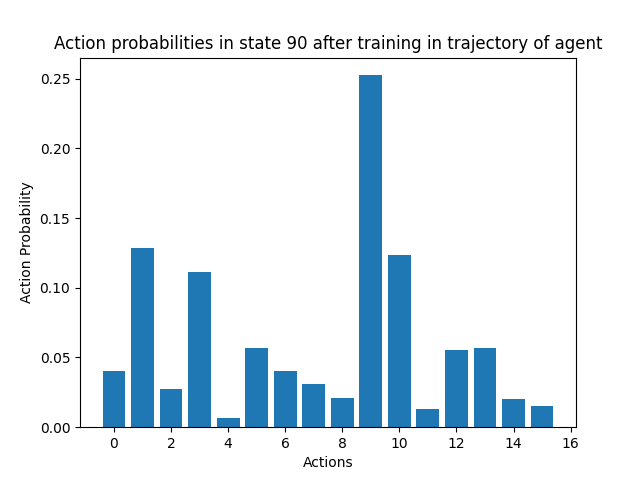 Action probabilities in state 90 after training in trajectory of agent
0.25
0.20
0.15
0.10
0.05
0.00
Action Probability
0 2 4 6 8 10 12 14 16
Actions